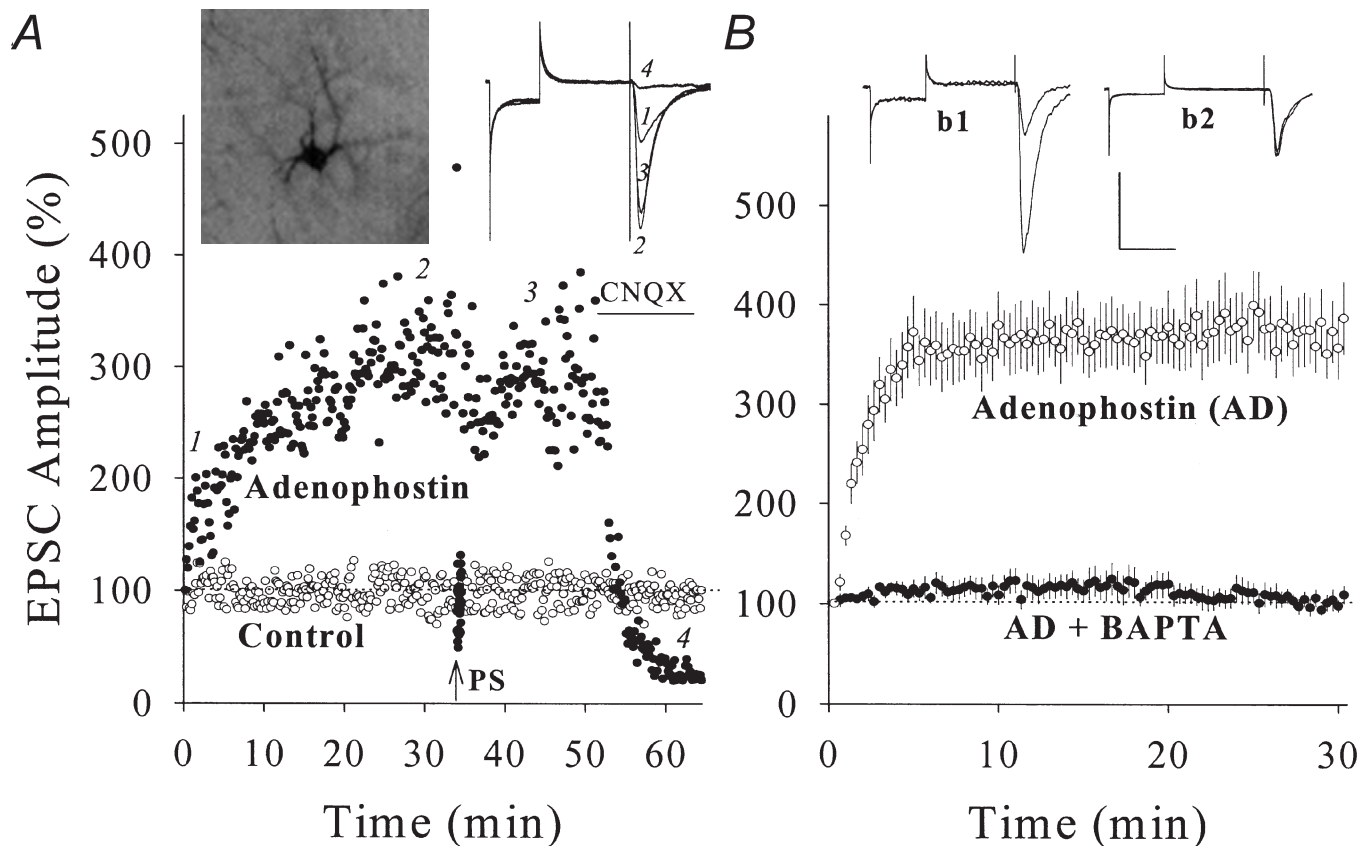 A
B
4
1
3
2
b1
b2
EPSC Amplitude (%)
500
400
300
200
100
0
1
2
3
CNQX
Adenophostin
Control
PS
4
0 10 20 30 40 50 60
Time (min)
500
400
300
200
100
0
Adenophostin (AD)
AD + BAPTA
0 10 20 30
Time (min)